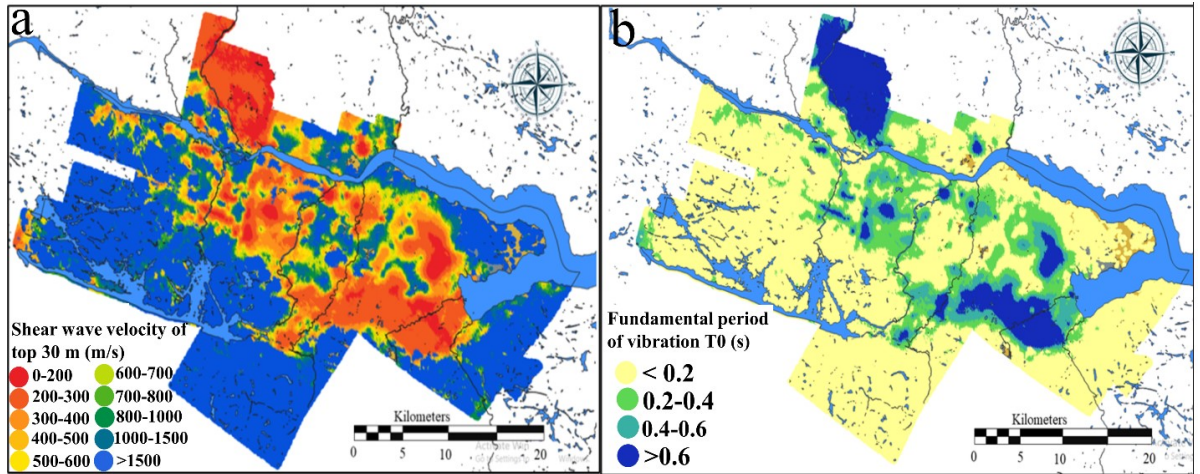 a
Shear wave velocity of
top 30 m (m/s)
0-200
200-300
300-400
400-500
500-600
600-700
700-800
800-1000
1000-1500
>1500
Kilometers
0 5 10 20
b
Fundamental period
of vibration T0 (s)
< 0.2
0.2-0.4
0.4-0.6
>0.6
Kilometers
0 5 10 20